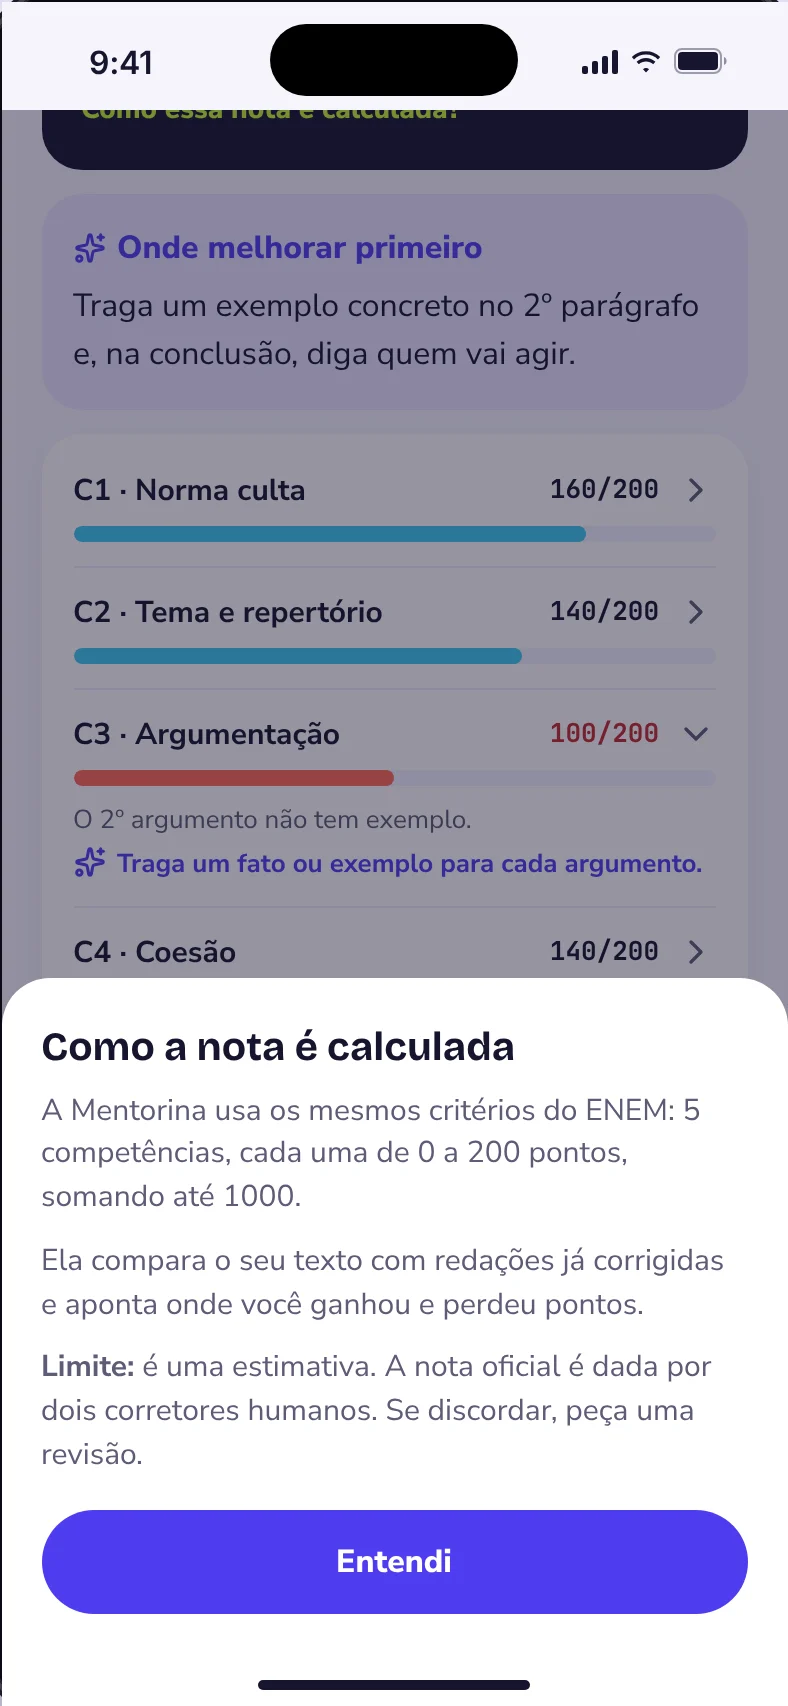 9:41
Como essa nota é calculada?
Onde melhorar primeiro
Traga um exemplo concreto no 2º parágrafo
e, na conclusão, diga quem vai agir.
C1 · Norma culta 160/200
C2 · Tema e repertório 140/200
C3 · Argumentação 100/200
O 2º argumento não tem exemplo.
Traga um fato ou exemplo para cada argumento.
C4 · Coesão 140/200
Como a nota é calculada
A Mentorina usa os mesmos critérios do ENEM: 5
competências, cada uma de 0 a 200 pontos,
somando até 1000.
Ela compara o seu texto com redações já corrigidas
e aponta onde você ganhou e perdeu pontos.
Limite: é uma estimativa. A nota oficial é dada por
dois corretores humanos. Se discordar, peça uma
revisão.
Entendi